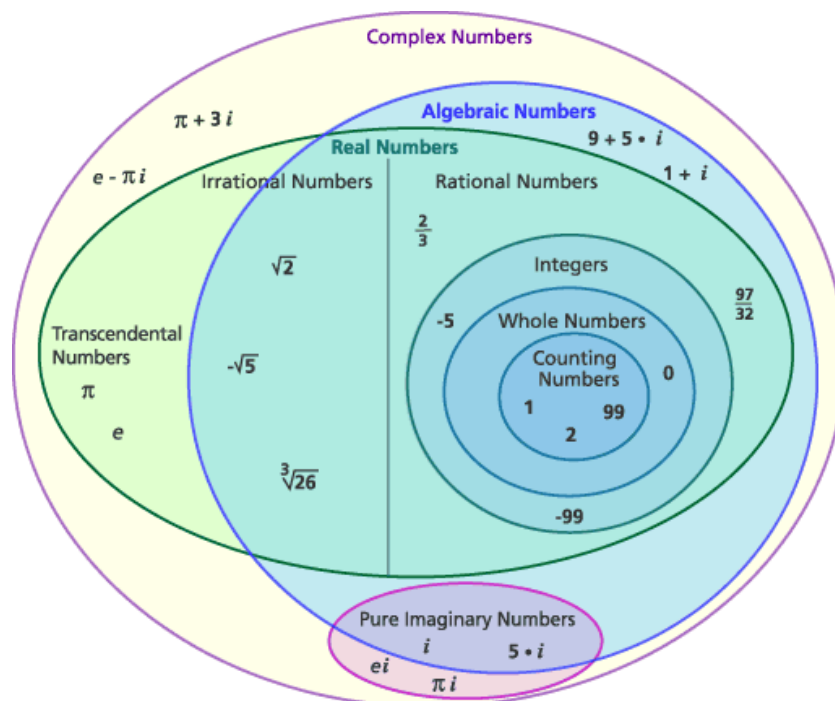 Complex Numbers
Algebraic Numbers
π + 3 i
9 + 5 • i
Real Numbers
e - π i
1 + i
Irrational Numbers
Rational Numbers
2/3
√2
Integers
97/32
-5
Whole Numbers
Transcendental
Numbers
-√5
Counting
Numbers
0
π
1
99
e
2
∛26
-99
Pure Imaginary Numbers
i
5 • i
e i
π i